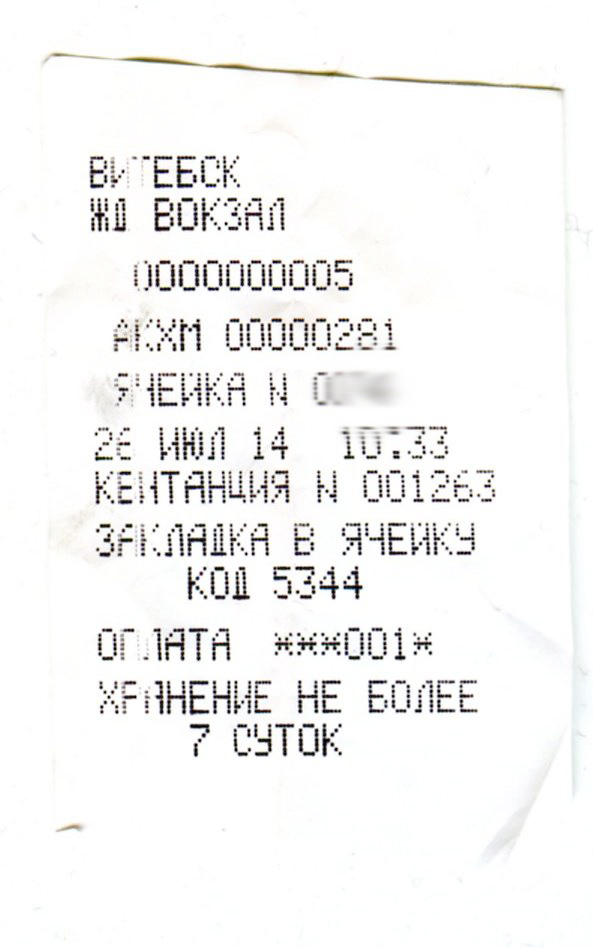 ВИТЕБСК
ЖД ВОКЗАЛ
0000000005
АКХМ 00000281
ЯЧЕЙКА N
26 ИЮЛ 14 10:33
КВИТАНЦИЯ N 001263
ЗАКЛАДКА В ЯЧЕЙКУ
КОД 5344
ОПЛАТА ***001*
ХРАНЕНИЕ НЕ БОЛЕЕ
7 СУТОК